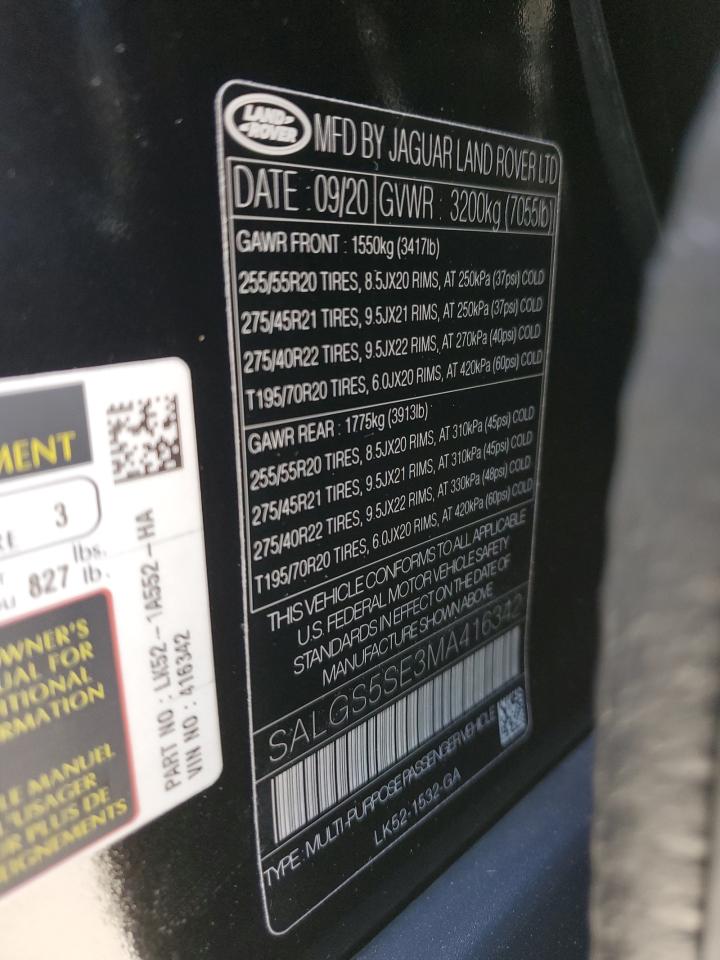 LAND-
-ROVER
MFD BY JAGUAR LAND ROVER LTD
DATE : 09/20 GVWR : 3200kg (7055lb)
GAWR FRONT : 1550kg (3417lb)
255/55R20 TIRES, 8.5JX20 RIMS, AT 250kPa (37psi) COLD
275/45R21 TIRES, 9.5JX21 RIMS, AT 250kPa (37psi) COLD
275/40R22 TIRES, 9.5JX22 RIMS, AT 270kPa (40psi) COLD
T195/70R20 TIRES, 6.0JX20 RIMS, AT 420kPa (60psi) COLD
GAWR REAR : 1775kg (3913lb)
255/55R20 TIRES, 8.5JX20 RIMS, AT 310kPa (45psi) COLD
275/45R21 TIRES, 9.5JX21 RIMS, AT 310kPa (45psi) COLD
275/40R22 TIRES, 9.5JX22 RIMS, AT 330kPa (48psi) COLD
T195/70R20 TIRES, 6.0JX20 RIMS, AT 420kPa (60psi) COLD
THIS VEHICLE CONFORMS TO ALL APPLICABLE
U.S. FEDERAL MOTOR VEHICLE SAFETY
STANDARDS IN EFFECT ON THE DATE OF
MANUFACTURE SHOWN ABOVE
SALGS5SE3MA416342
TYPE : MULTI-PURPOSE PASSENGER VEHICLE
LK52-1532-GA
MENT
3
lbs.
827 lb.
OWNER'S
UAL FOR
ITIONAL
RMATION
LE MANUEL
L'USAGER
R PLUS DE
IGNEMENTS
PART NO : LK52-1A552-HA
VIN NO : 416342